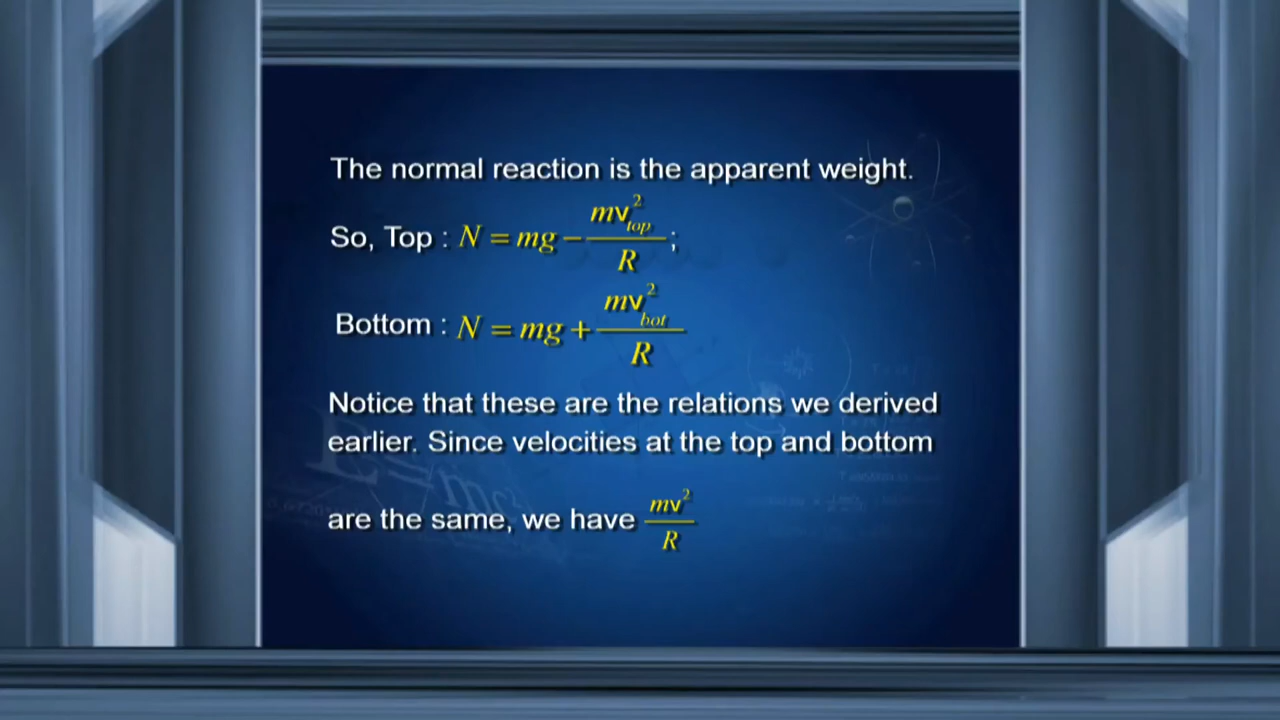 The normal reaction is the apparent weight.
So, Top : N = mg − mv²top / R ;
Bottom : N = mg + mv²bot / R
Notice that these are the relations we derived
earlier. Since velocities at the top and bottom
are the same, we have mv² / R